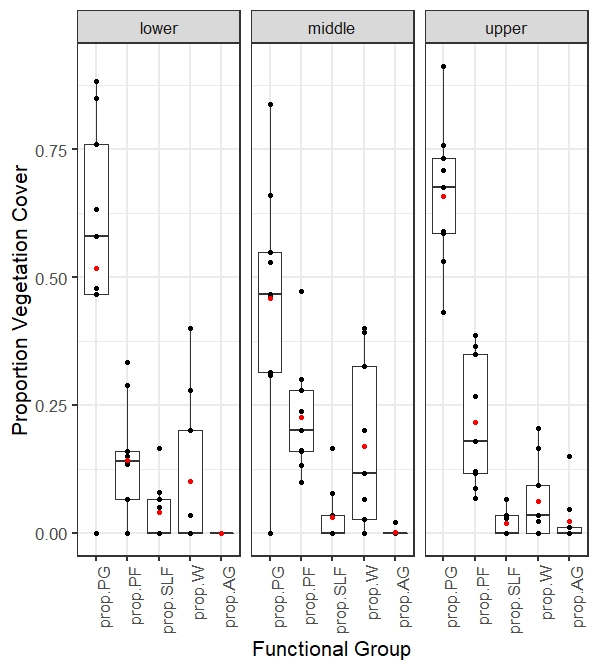 lower middle upper
Proportion Vegetation Cover
0.75
0.50
0.25
0.00
prop.PG prop.PF prop.SLF prop.W prop.AG prop.PG prop.PF prop.SLF prop.W prop.AG prop.PG prop.PF prop.SLF prop.W prop.AG
Functional Group